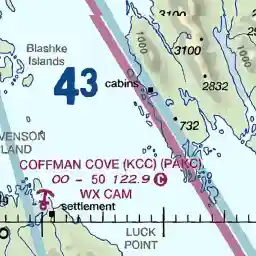 Blashke
Islands
1000
3100
1000
3100
43
cabins
2832
732
VENSON
LAND
COFFMAN COVE (KCC) (PAKC)
00 - 50 122.9 C
WX CAM
settlement
LUCK
POINT